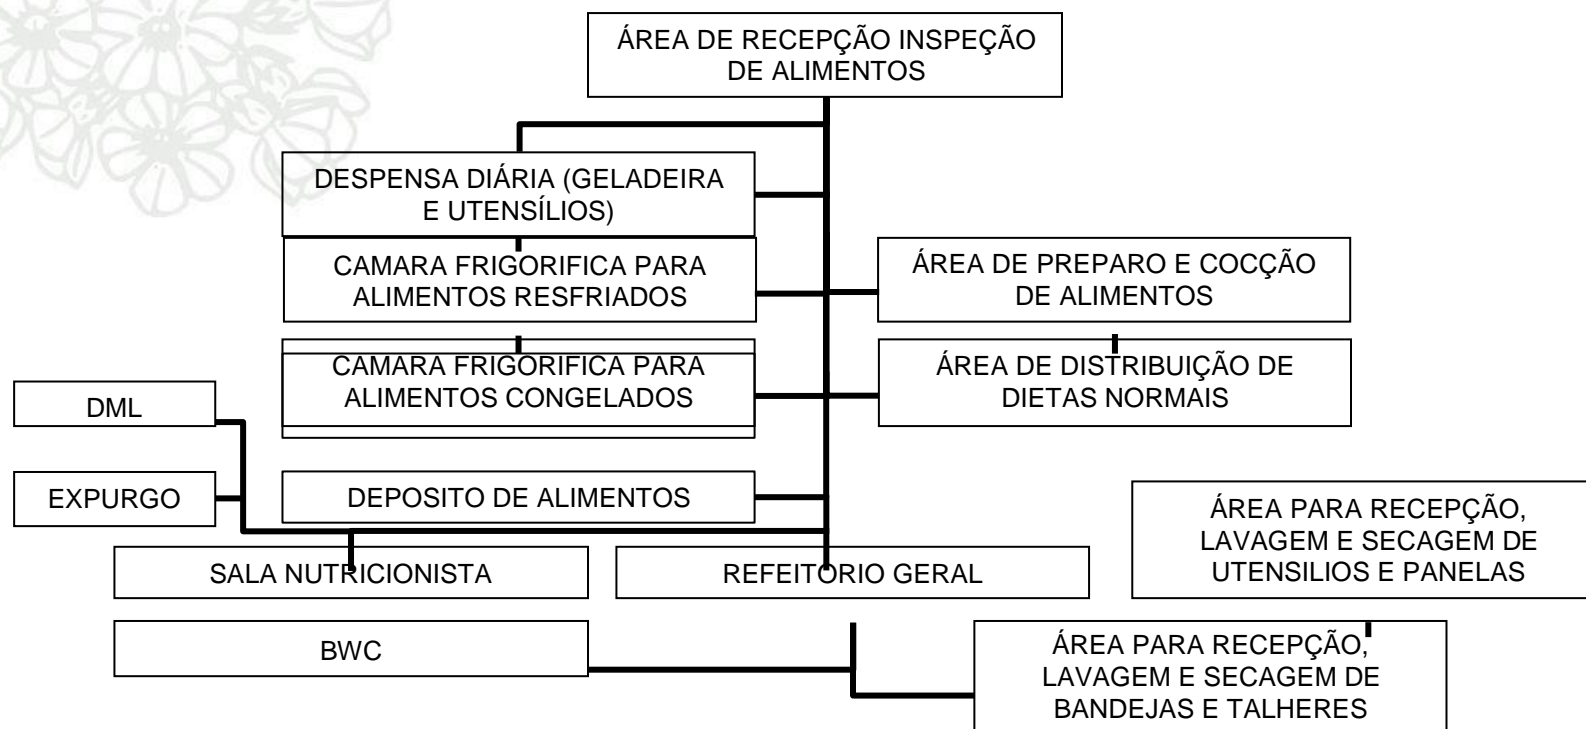 ÁREA DE RECEPÇÃO INSPEÇÃO
DE ALIMENTOS
DESPENSA DIÁRIA (GELADEIRA
E UTENSÍLIOS)
CAMARA FRIGORIFICA PARA
ALIMENTOS RESFRIADOS
ÁREA DE PREPARO E COCÇÃO
DE ALIMENTOS
CAMARA FRIGORIFICA PARA
ALIMENTOS CONGELADOS
ÁREA DE DISTRIBUIÇÃO DE
DIETAS NORMAIS
DML
EXPURGO
DEPOSITO DE ALIMENTOS
ÁREA PARA RECEPÇÃO,
LAVAGEM E SECAGEM DE
UTENSILIOS E PANELAS
SALA NUTRICIONISTA
REFEITÓRIO GERAL
BWC
ÁREA PARA RECEPÇÃO,
LAVAGEM E SECAGEM DE
BANDEJAS E TALHERES